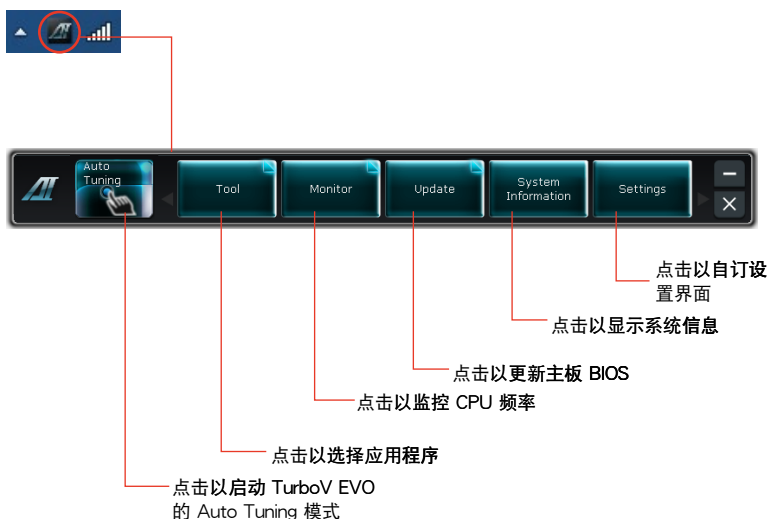 Auto
Tuning
Tool
Monitor
Update
System
Information
Settings
点击以自订设
置界面
点击以显示系统信息
点击以更新主板 BIOS
点击以监控 CPU 频率
点击以选择应用程序
点击以启动 TurboV EVO
的 Auto Tuning 模式